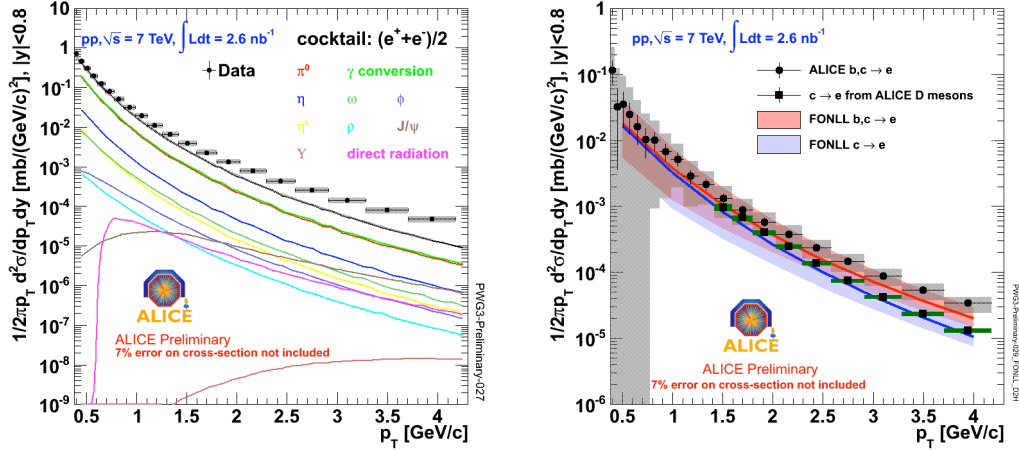 1/2πp_T d²σ/dp_Tdy [mb/(GeV/c)²], |y|<0.8
1
10⁻¹
10⁻²
10⁻³
10⁻⁴
10⁻⁵
10⁻⁶
10⁻⁷
10⁻⁸
10⁻⁹
pp,√s = 7 TeV, ∫Ldt = 2.6 nb⁻¹
cocktail: (e⁺+e⁻)/2
Data
π⁰ γ conversion
η ω ϕ
η' ρ J/ψ
Υ direct radiation
ALICE
ALICE Preliminary
7% error on cross-section not included
0.5 1 1.5 2 2.5 3 3.5 4
p_T [GeV/c]
PWG3-Preliminary-027
1/2πp_T d²σ/dp_Tdy [mb/(GeV/c)²], |y|<0.8
1
10⁻¹
10⁻²
10⁻³
10⁻⁴
10⁻⁵
10⁻⁶
pp,√s = 7 TeV, ∫Ldt = 2.6 nb⁻¹
ALICE b,c → e
c → e from ALICE D mesons
FONLL b,c → e
FONLL c → e
ALICE
ALICE Preliminary
7% error on cross-section not included
0.5 1 1.5 2 2.5 3 3.5 4
p_T [GeV/c]
PWG3-Preliminary-029_FONLL_D2H